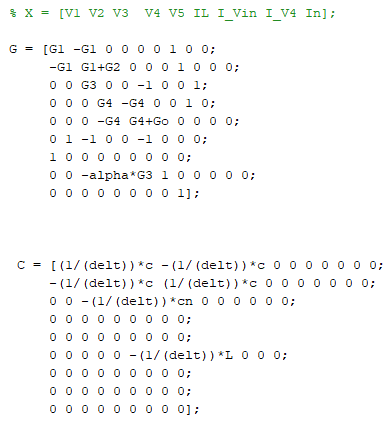 % X = [V1 V2 V3  V4 V5 IL I_Vin I_V4 In];
G = [G1 -G1 0 0 0 0 1 0 0;
-G1 G1+G2 0 0 0 1 0 0 0;
0 0 G3 0 0 -1 0 0 1;
0 0 0 G4 -G4 0 0 1 0;
0 0 0 -G4 G4+Go 0 0 0 0;
0 1 -1 0 0 -1 0 0 0;
1 0 0 0 0 0 0 0 0;
0 0 -alpha*G3 1 0 0 0 0 0;
0 0 0 0 0 0 0 0 1];
C = [(1/(delt))*c -(1/(delt))*c 0 0 0 0 0 0 0;
-(1/(delt))*c (1/(delt))*c 0 0 0 0 0 0 0;
0 0 -(1/(delt))*cn 0 0 0 0 0 0;
0 0 0 0 0 0 0 0 0;
0 0 0 0 0 0 0 0 0;
0 0 0 0 0 -(1/(delt))*L 0 0 0;
0 0 0 0 0 0 0 0 0;
0 0 0 0 0 0 0 0 0;
0 0 0 0 0 0 0 0 0];